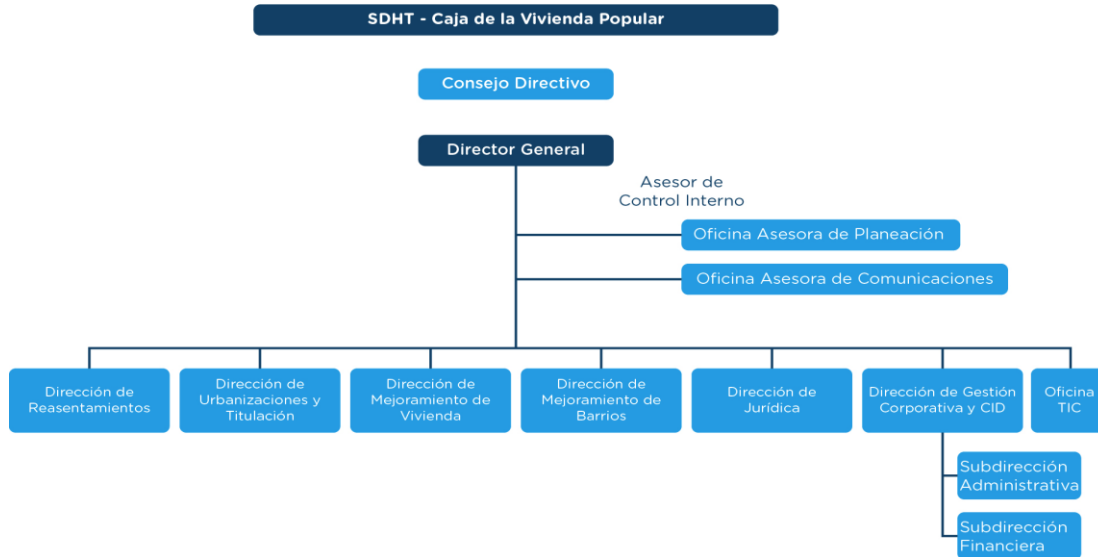 SDHT - Caja de la Vivienda Popular
Consejo Directivo
Director General
Asesor de
Control Interno
Oficina Asesora de Planeación
Oficina Asesora de Comunicaciones
Dirección de
Reasentamientos
Dirección de
Urbanizaciones y
Titulación
Dirección de
Mejoramiento de
Vivienda
Dirección de
Mejoramiento de
Barrios
Dirección de
Jurídica
Dirección de Gestión
Corporativa y CID
Oficina
TIC
Subdirección
Administrativa
Subdirección
Financiera